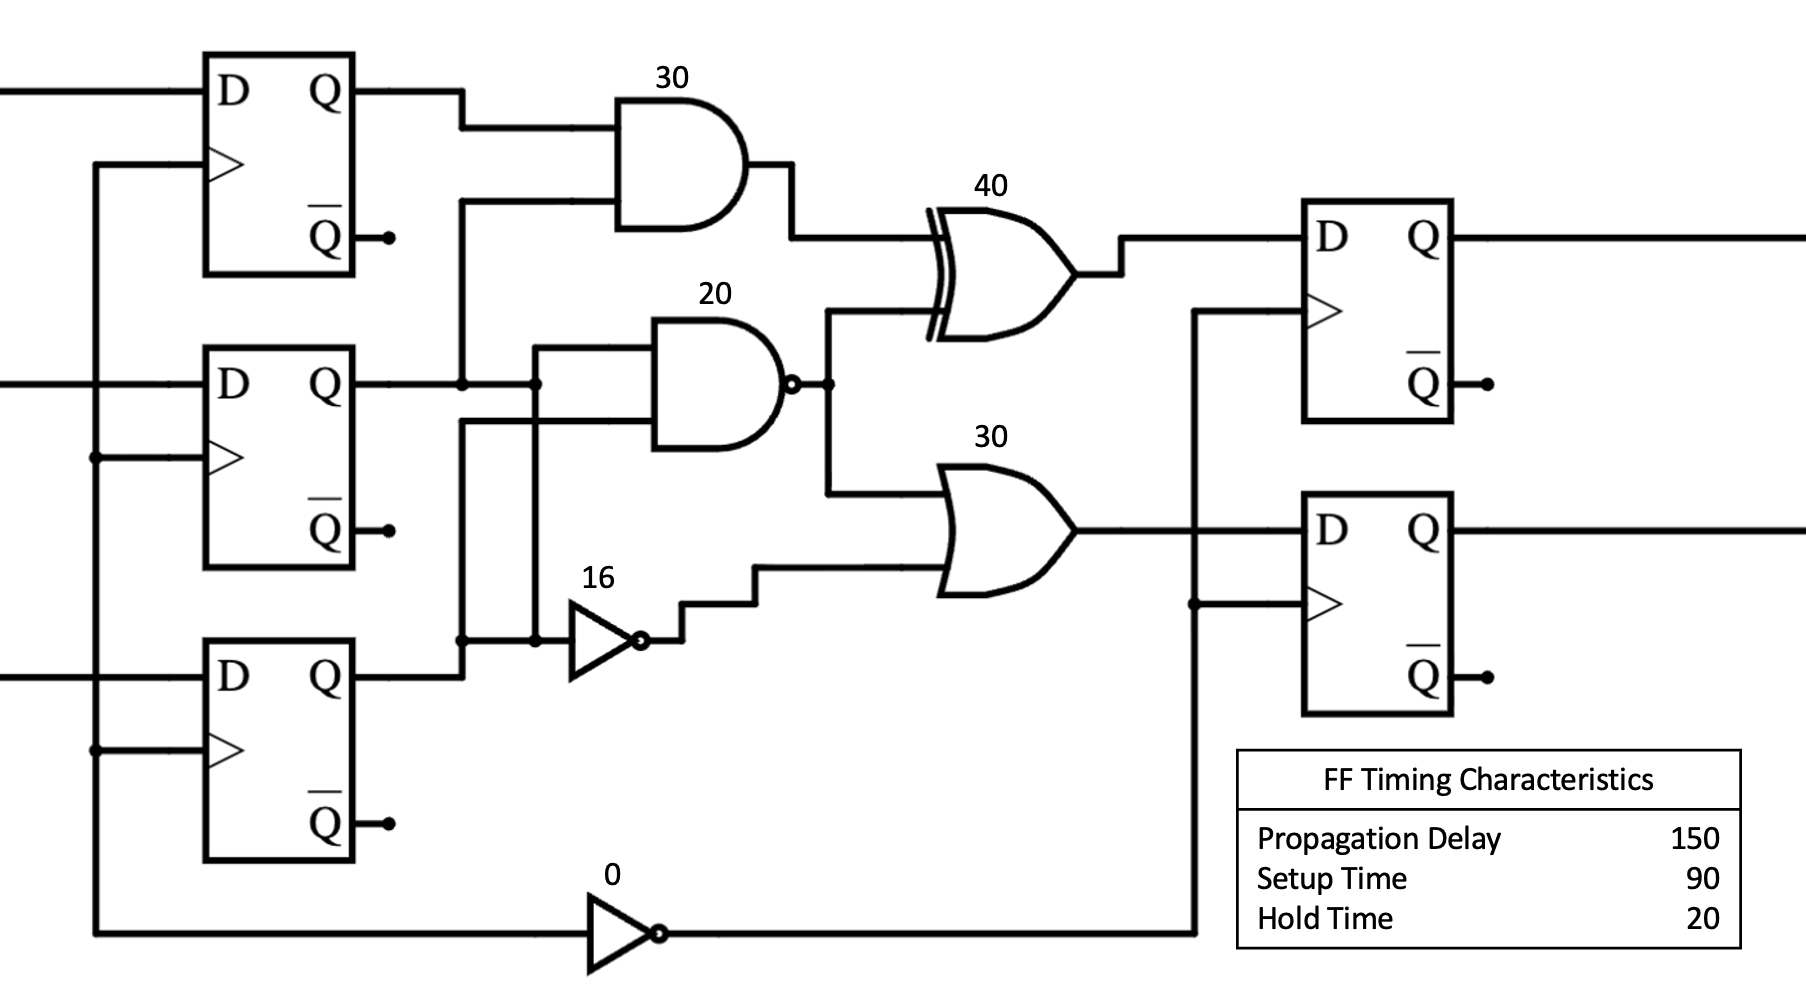 30
D Q
40
Q̅
D Q
20
D Q
Q̅
30
Q̅
D Q
16
D Q
Q̅
FF Timing Characteristics
Q̅
Propagation Delay 150
0
Setup Time 90
Hold Time 20